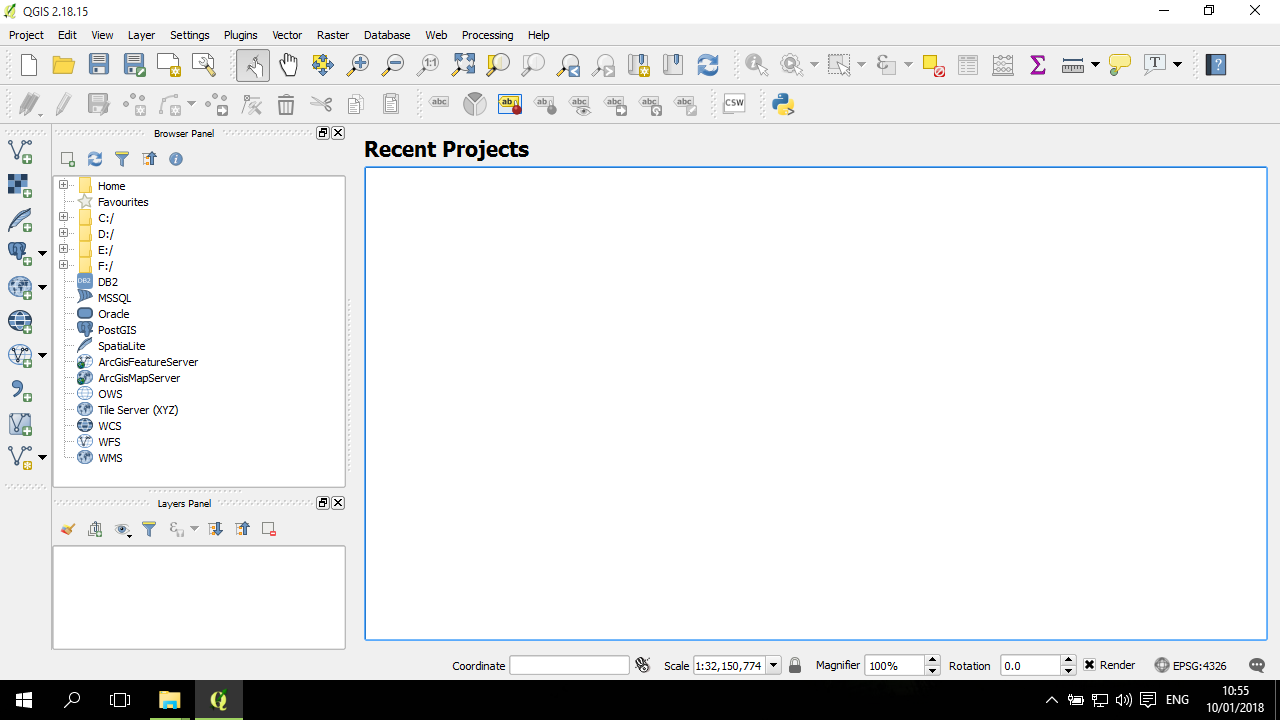 QGIS 2.18.15
Project Edit View Layer Settings Plugins Vector Raster Database Web Processing Help
1:1 T ?
abc abc abc abc abc abc abc CSW
Browser Panel
Recent Projects
Home
Favourites
C:/
D:/
E:/
F:/
DB2 DB2
MSSQL
Oracle
PostGIS
SpatiaLite
ArcGisFeatureServer
ArcGisMapServer
OWS
Tile Server (XYZ)
WCS
WFS
WMS
Layers Panel
Coordinate Scale 1:32,150,774 Magnifier 100% Rotation 0.0 Render EPSG:4326
ENG 10:55
10/01/2018